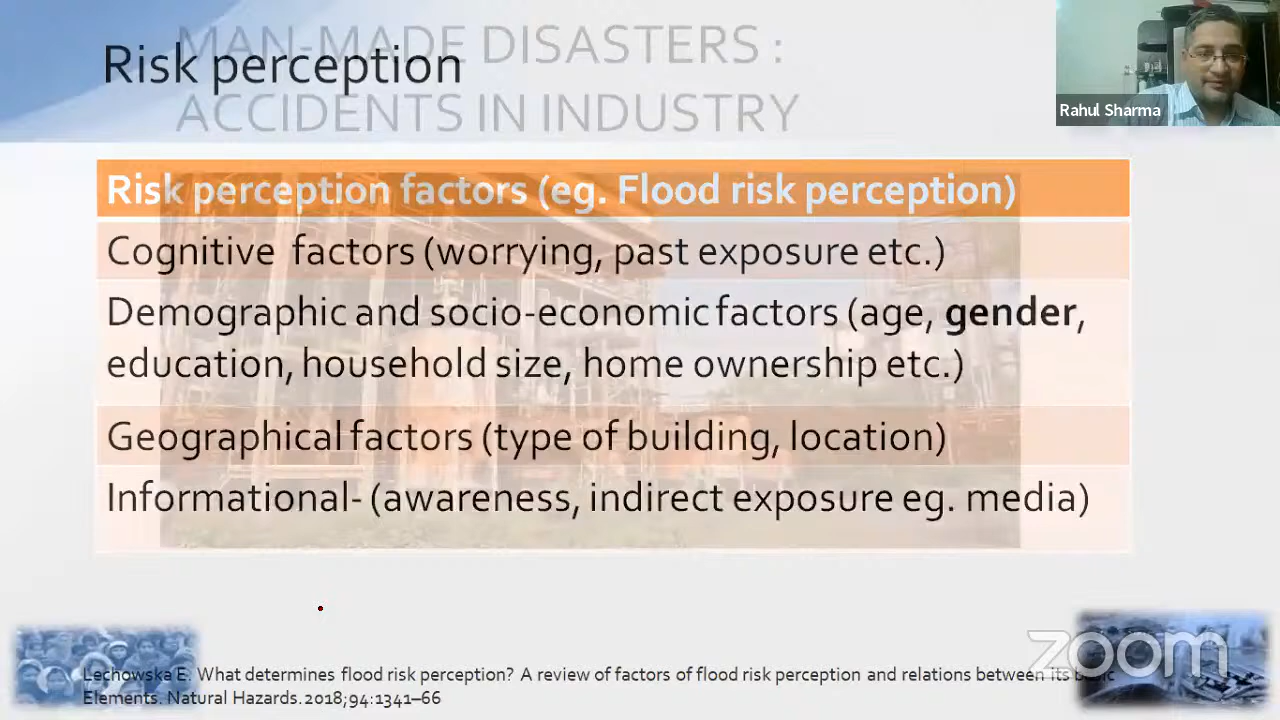 MAN-MADE DISASTERS :
Risk perception
ACCIDENTS IN INDUSTRY
Rahul Sharma
Risk perception factors (eg. Flood risk perception)
Cognitive factors (worrying, past exposure etc.)
Demographic and socio-economic factors (age, gender,
education, household size, home ownership etc.)
Geographical factors (type of building, location)
Informational- (awareness, indirect exposure eg. media)
zoom
Lechowska E. What determines flood risk perception? A review of factors of flood risk perception and relations between its basic
Elements. Natural Hazards. 2018;94:1341–66